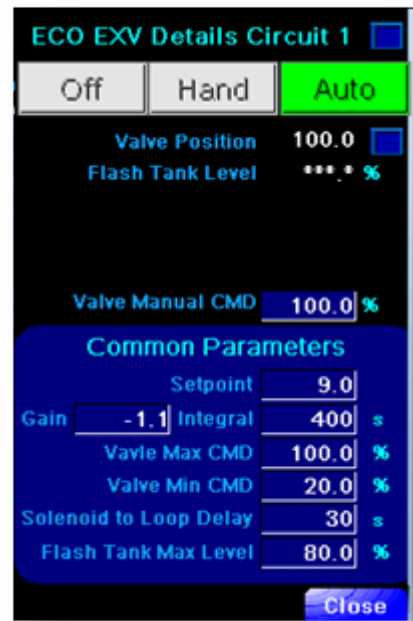 ECO EXV Details Circuit 1
Off Hand Auto
Valve Position 100.0
Flash Tank Level ***.* %
Valve Manual CMD 100.0 %
Common Parameters
Setpoint 9.0
Gain -1.1 Integral 400 s
Vavle Max CMD 100.0 %
Valve Min CMD 20.0 %
Solenoid to Loop Delay 30 s
Flash Tank Max Level 80.0 %
Close